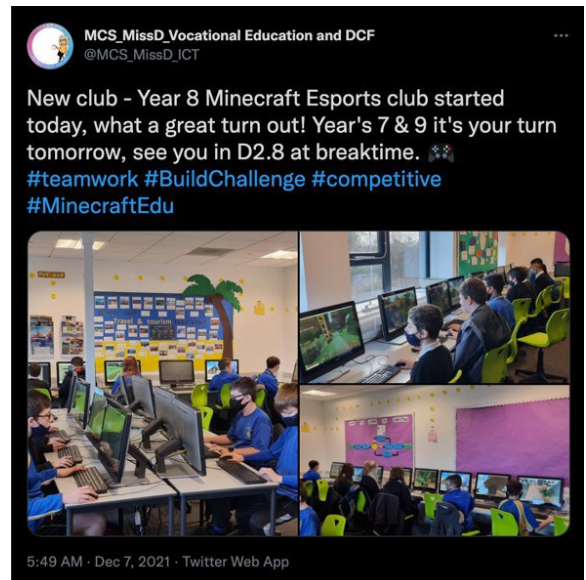 MCS_MissD_Vocational Education and DCF
@MCS_MissD_ICT
New club - Year 8 Minecraft Esports club started
today, what a great turn out! Year's 7 & 9 it's your turn
tomorrow, see you in D2.8 at breaktime. 🎮
#teamwork #BuildChallenge #competitive
#MinecraftEdu
Travel & tourism
5:49 AM · Dec 7, 2021 · Twitter Web App